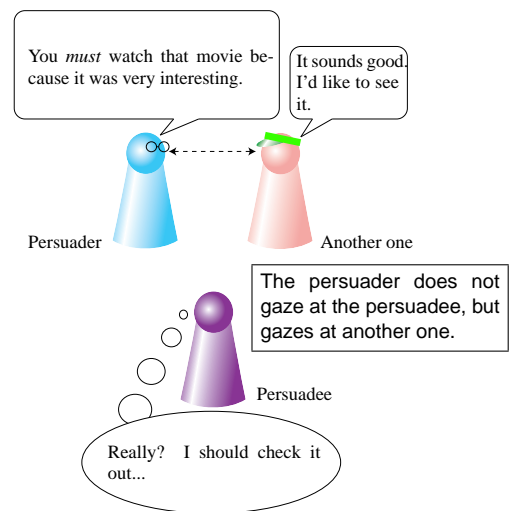 You must watch that movie be-
cause it was very interesting.
It sounds good.
I'd like to see
it.
Persuader
Another one
The persuader does not
gaze at the persuadee, but
gazes at another one.
Persuadee
Really? I should check it
out...